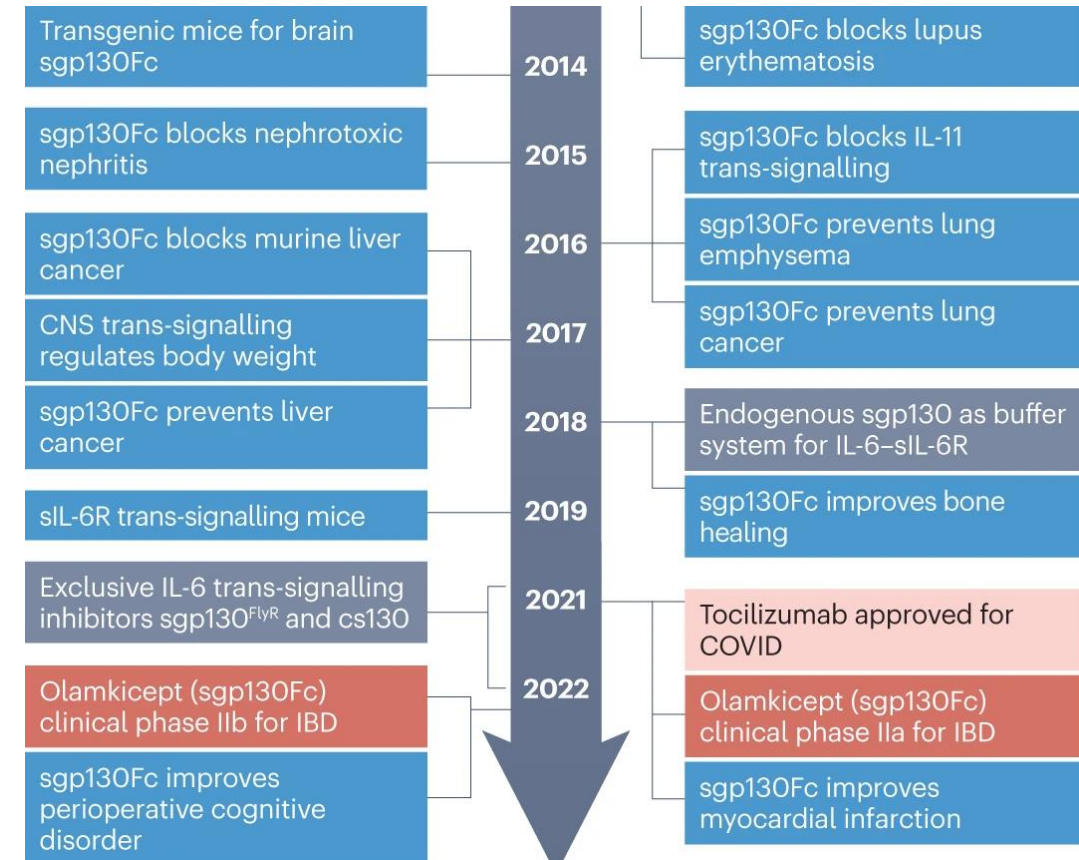 Transgenic mice for brain
sgp130Fc
2014
sgp130Fc blocks lupus
erythematosis
sgp130Fc blocks nephrotoxic
nephritis
2015
sgp130Fc blocks IL-11
trans-signalling
sgp130Fc blocks murine liver
cancer
2016
sgp130Fc prevents lung
emphysema
CNS trans-signalling
regulates body weight
2017
sgp130Fc prevents lung
cancer
sgp130Fc prevents liver
cancer
2018
Endogenous sgp130 as buffer
system for IL-6–sIL-6R
sIL-6R trans-signalling mice
2019
sgp130Fc improves bone
healing
Exclusive IL-6 trans-signalling
inhibitors sgp130FlyR and cs130
2021
Tocilizumab approved for
COVID
Olamkicept (sgp130Fc)
clinical phase IIb for IBD
2022
Olamkicept (sgp130Fc)
clinical phase IIa for IBD
sgp130Fc improves
perioperative cognitive
disorder
sgp130Fc improves
myocardial infarction